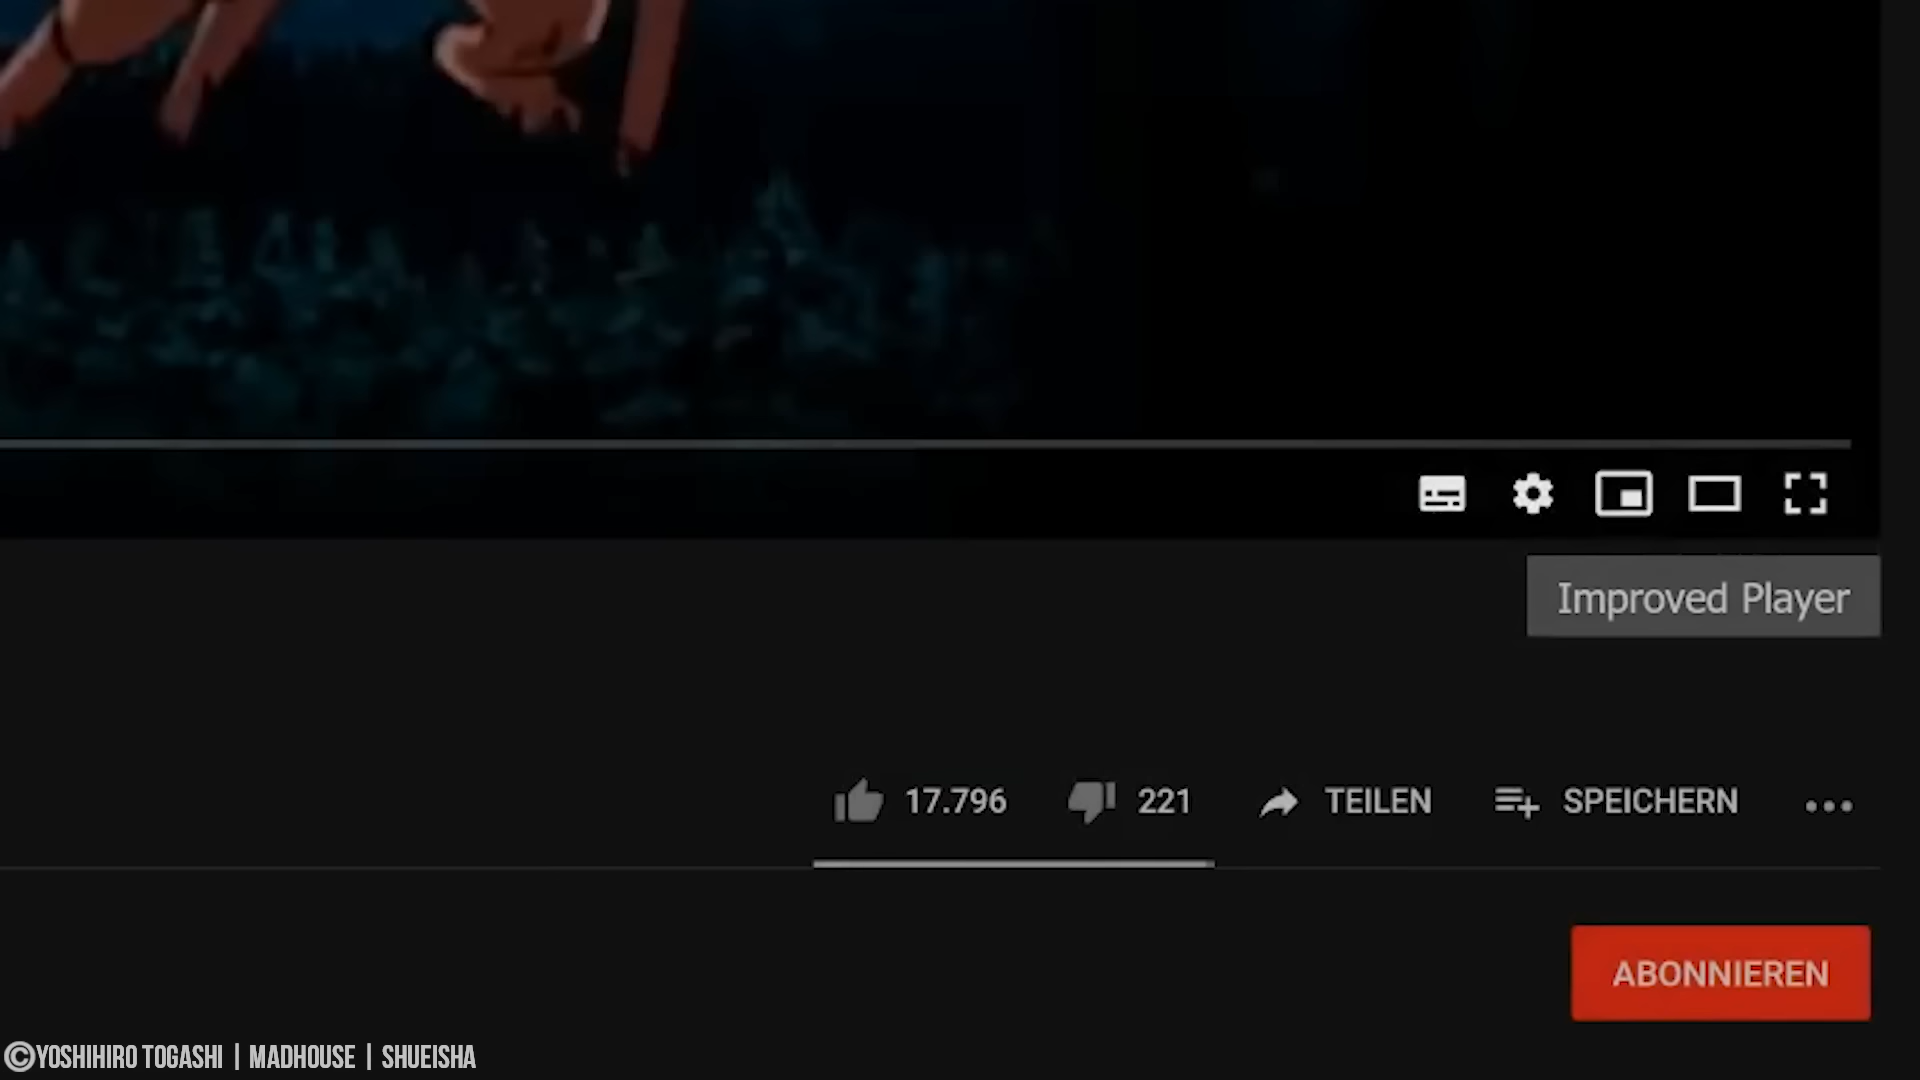 Improved Player
17.796 221 TEILEN SPEICHERN
ABONNIEREN
©YOSHIHIRO TOGASHI | MADHOUSE | SHUEISHA